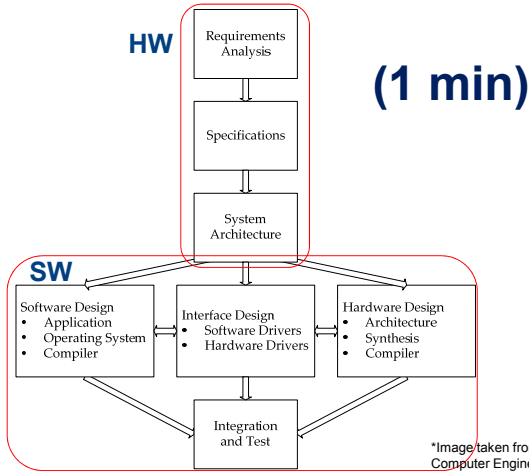 HW
Requirements
Analysis
(1 min)
Specifications
System
Architecture
SW
Software Design
• Application
• Operating System
• Compiler
Interface Design
• Software Drivers
• Hardware Drivers
Hardware Design
• Architecture
• Synthesis
• Compiler
Integration
and Test
*Image taken fro
Computer Engine